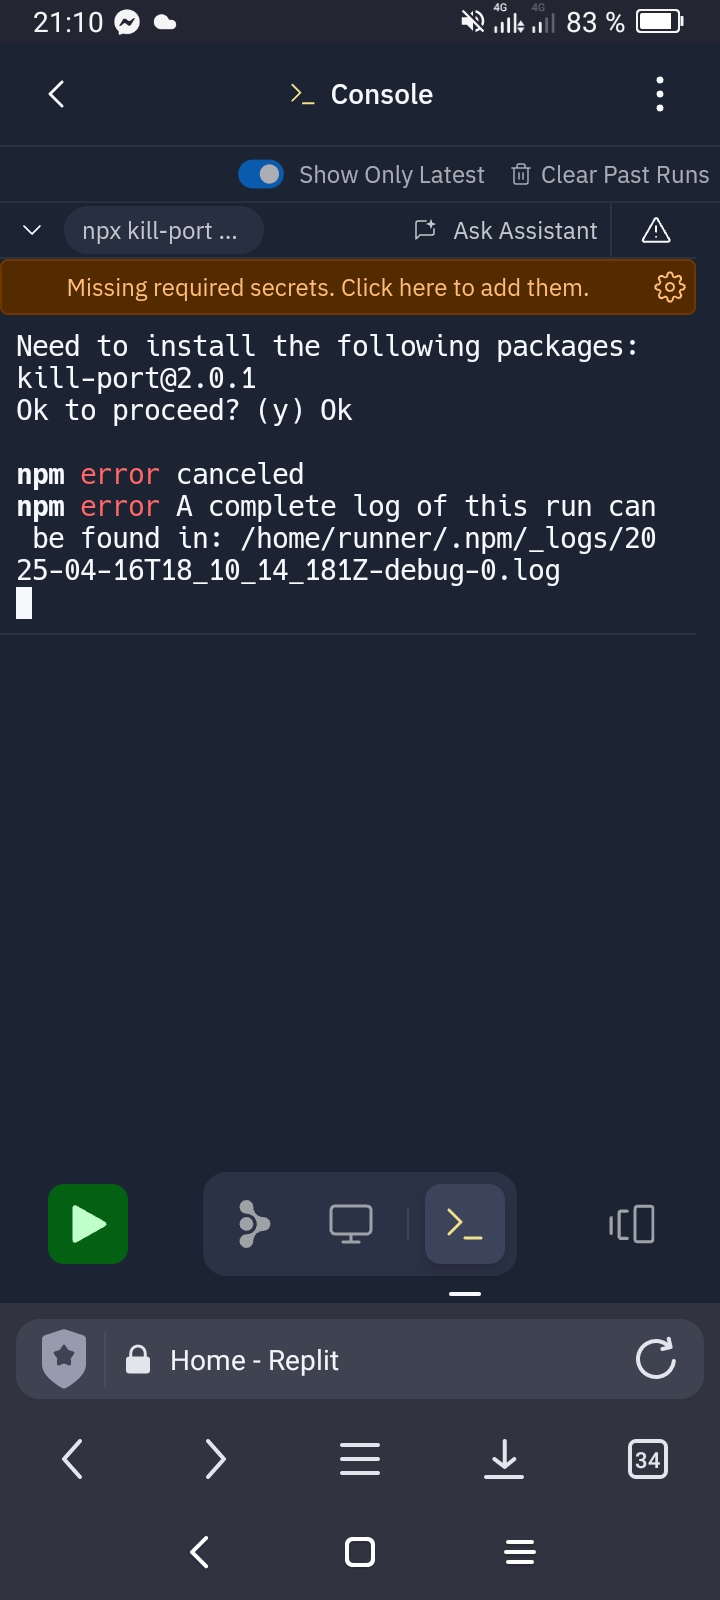 21:10 4G 4G 83 %
>_ Console
Show Only Latest Clear Past Runs
npx kill-port ... Ask Assistant
Missing required secrets. Click here to add them.
Need to install the following packages:
kill-port@2.0.1
Ok to proceed? (y) Ok
npm error canceled
npm error A complete log of this run can
be found in: /home/runner/.npm/_logs/20
25-04-16T18_10_14_181Z-debug-0.log
Home - Replit
34